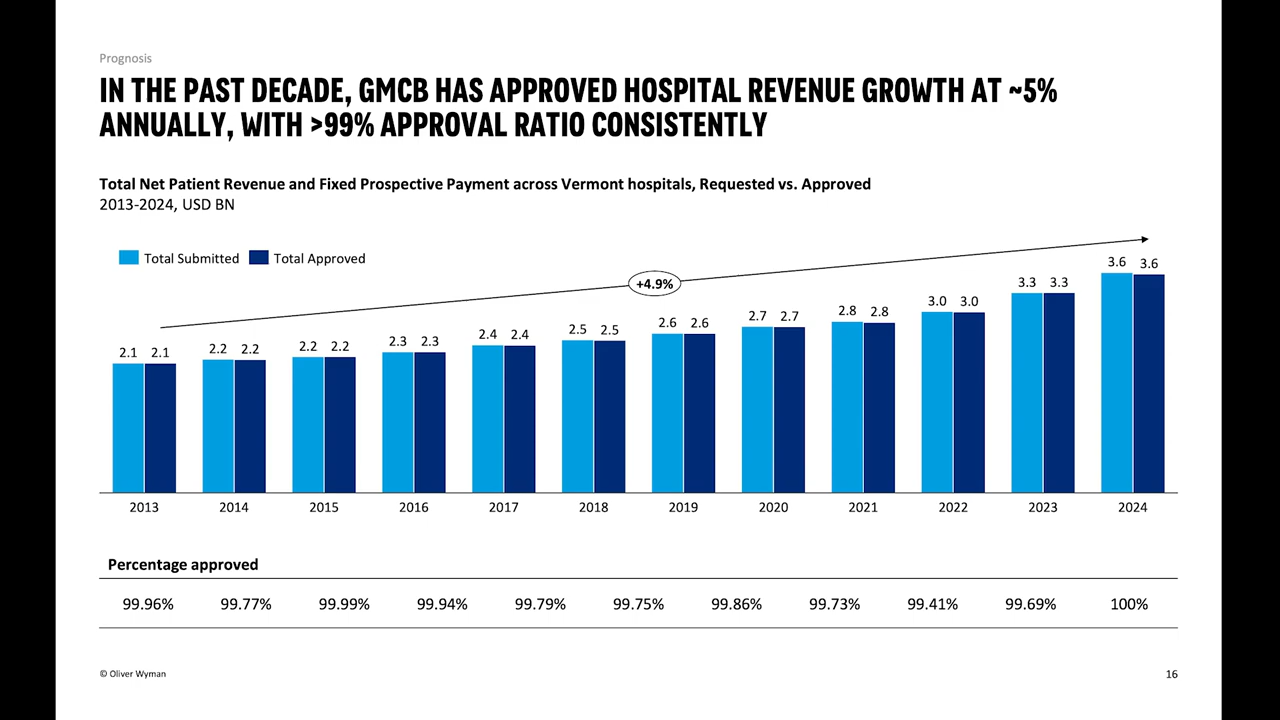 Prognosis
IN THE PAST DECADE, GMCB HAS APPROVED HOSPITAL REVENUE GROWTH AT ~5%
ANNUALLY, WITH >99% APPROVAL RATIO CONSISTENTLY
Total Net Patient Revenue and Fixed Prospective Payment across Vermont hospitals, Requested vs. Approved
2013-2024, USD BN
Total Submitted Total Approved
+4.9%
2.1 2.1 2.2 2.2 2.2 2.2 2.3 2.3 2.4 2.4 2.5 2.5 2.6 2.6 2.7 2.7 2.8 2.8 3.0 3.0 3.3 3.3 3.6 3.6
2013 2014 2015 2016 2017 2018 2019 2020 2021 2022 2023 2024
Percentage approved
99.96% 99.77% 99.99% 99.94% 99.79% 99.75% 99.86% 99.73% 99.41% 99.69% 100%
© Oliver Wyman
16